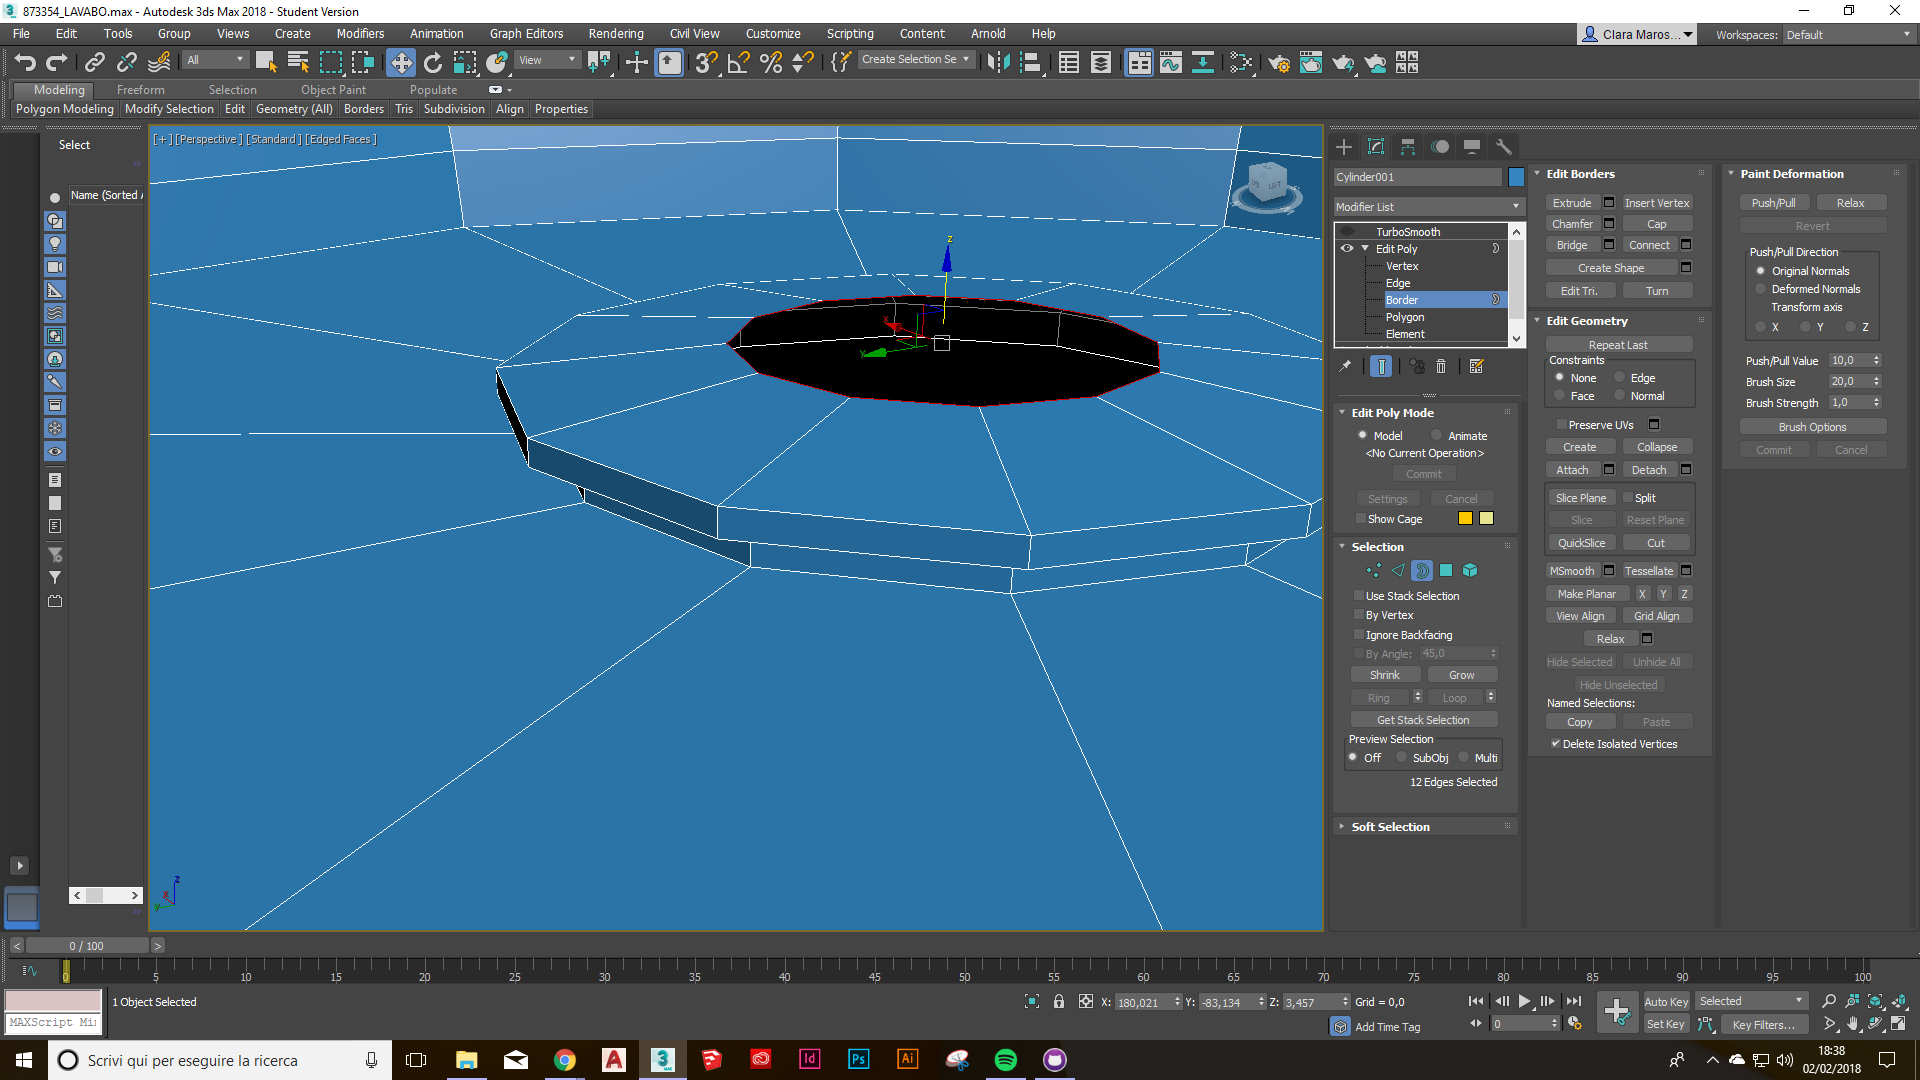 873354_LAVABO.max - Autodesk 3ds Max 2018 - Student Version
File Edit Tools Group Views Create Modifiers Animation Graph Editors Rendering Civil View Customize Scripting Content Arnold Help
Clara Maros...
Workspaces: Default
All
View
Create Selection Se
Modeling Freeform Selection Object Paint Populate
Polygon Modeling Modify Selection Edit Geometry (All) Borders Tris Subdivision Align Properties
Select
Name (Sorted A
[+] [Perspective] [Standard] [Edged Faces]
LEFT
z
x
y
z
x
y
Cylinder001
Modifier List
TurboSmooth
Edit Poly
Vertex
Edge
Border
Polygon
Element
Edit Poly Mode
Model Animate
<No Current Operation>
Commit
Settings Cancel
Show Cage
Selection
Use Stack Selection
By Vertex
Ignore Backfacing
By Angle: 45,0
Shrink Grow
Ring Loop
Get Stack Selection
Preview Selection
Off SubObj Multi
12 Edges Selected
Soft Selection
Edit Borders
Extrude Insert Vertex
Chamfer Cap
Bridge Connect
Create Shape
Edit Tri. Turn
Edit Geometry
Repeat Last
Constraints
None Edge
Face Normal
Preserve UVs
Create Collapse
Attach Detach
Slice Plane Split
Slice Reset Plane
QuickSlice Cut
MSmooth Tessellate
Make Planar X Y Z
View Align Grid Align
Relax
Hide Selected Unhide All
Hide Unselected
Named Selections:
Copy Paste
Delete Isolated Vertices
Paint Deformation
Push/Pull Relax
Revert
Push/Pull Direction
Original Normals
Deformed Normals
Transform axis
X Y Z
Push/Pull Value 10,0
Brush Size 20,0
Brush Strength 1,0
Brush Options
Commit Cancel
< 0 / 100 >
0 5 10 15 20 25 30 35 40 45 50 55 60 65 70 75 80 85 90 95 100
1 Object Selected
MAXScript Mi
X: 180,021 Y: -83,134 Z: 3,457 Grid = 0,0
Add Time Tag
0
Auto Key Selected
Set Key Key Filters...
Scrivi qui per eseguire la ricerca
3 MAX
Id
Ps
Ai
18:38
02/02/2018